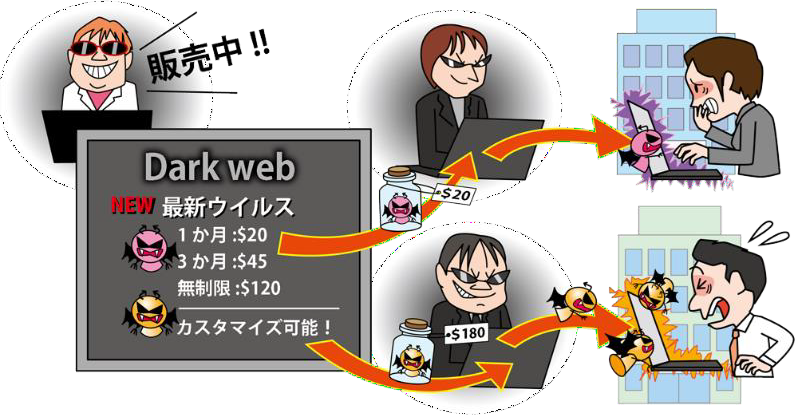 販売中!!
Dark web
NEW 最新ウイルス
1か月:$20
3か月:$45
無制限:$120
カスタマイズ可能!
$20
$180